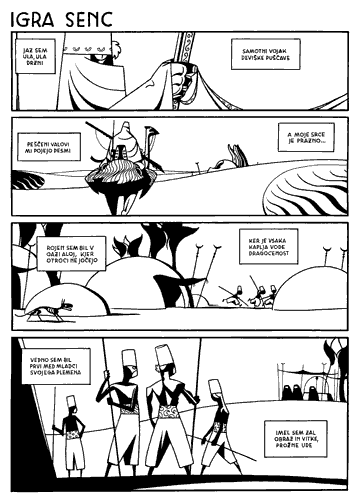 IGRA SENC
JAZ SEM
ULA, ULA
DRZNI
SAMOTNI VOJAK
DEVIŠKE PUŠČAVE
PEŠČENI VALOVI
MI POJEJO PESMI
A MOJE SRCE
JE PRAZNO...
ROJEN SEM BIL V
OAZI ALOJ, KJER
OTROCI NE JOČEJO
KER JE VSAKA
KAPLJA VODE
DRAGOCENOST
VEDNO SEM BIL
PRVI MED MLADCI
SVOJEGA PLEMENA
IMEL SEM ZAL
OBRAZ IN VITKE,
PROŽNE UDE